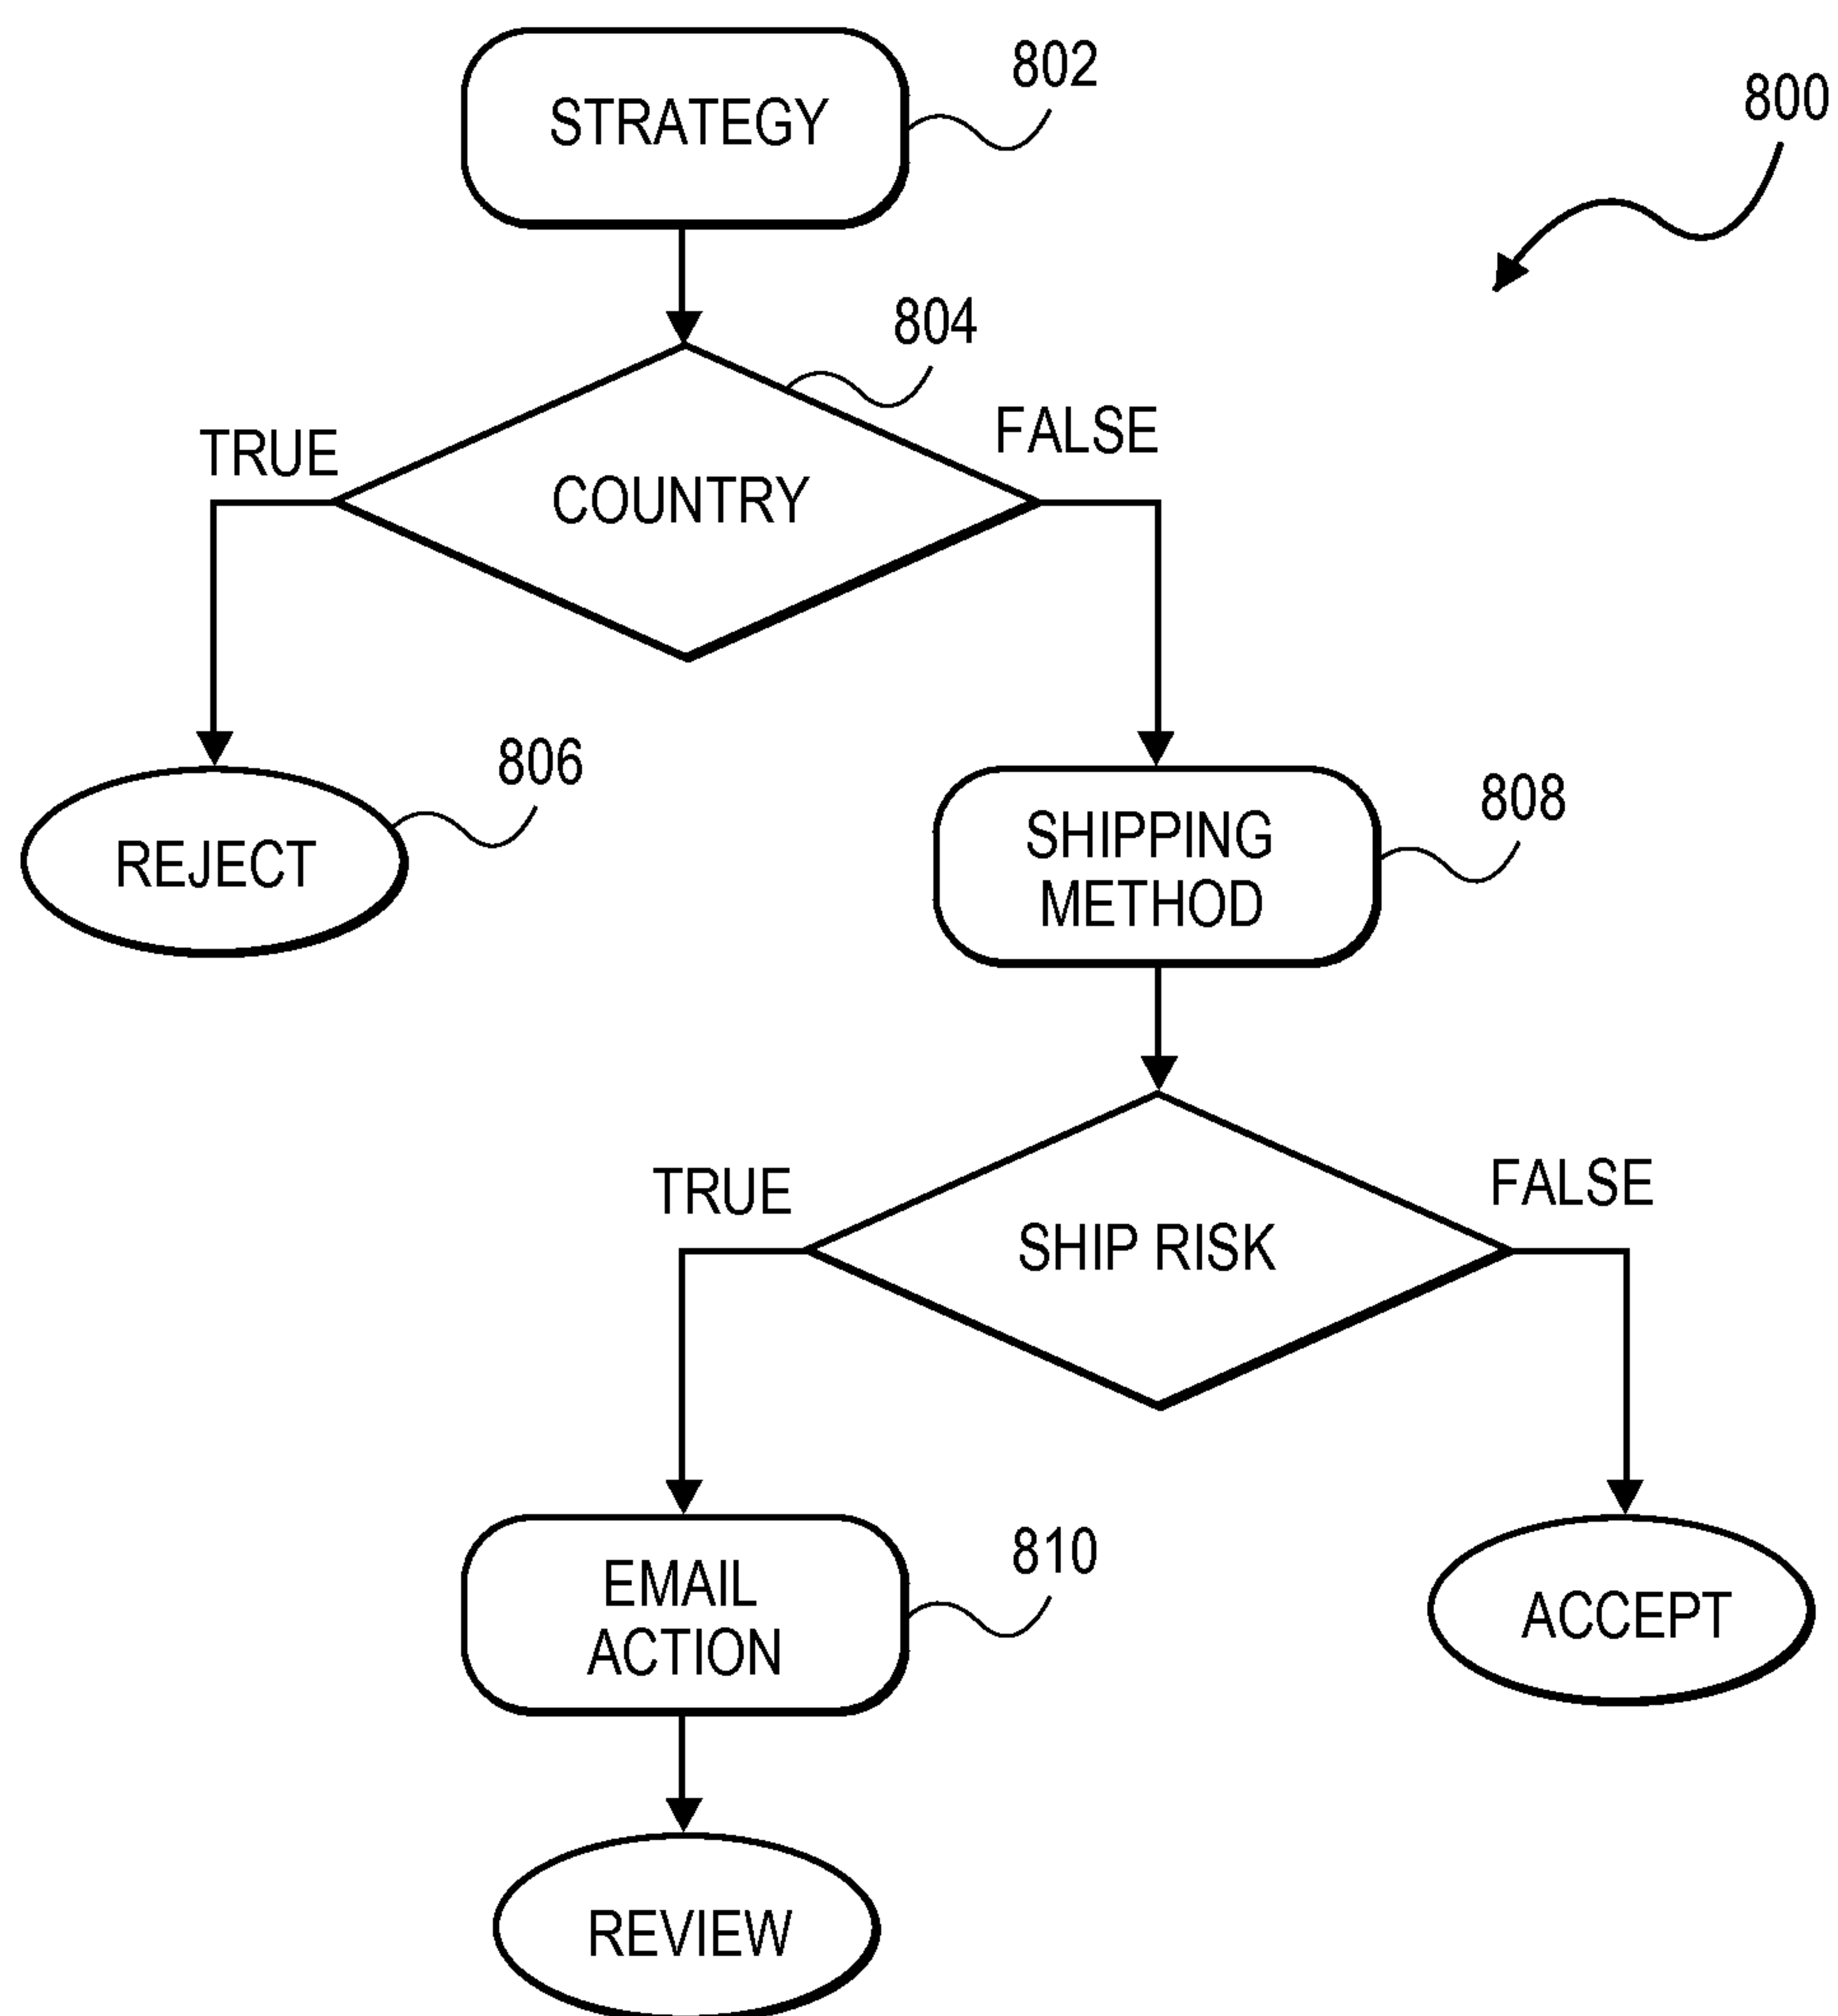 802
STRATEGY
800
804
TRUE
FALSE
COUNTRY
806
REJECT
808
SHIPPING
METHOD
TRUE
FALSE
SHIP RISK
810
EMAIL
ACTION
ACCEPT
REVIEW